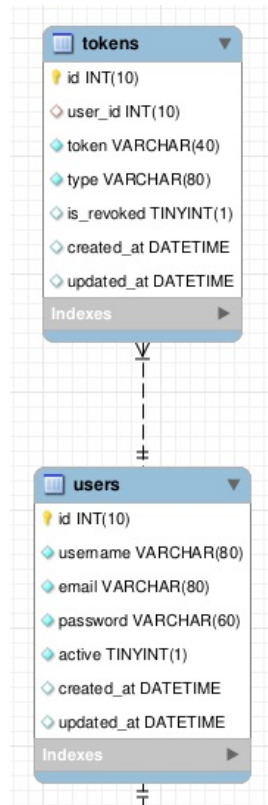 tokens
id INT(10)
user_id INT(10)
token VARCHAR(40)
type VARCHAR(80)
is_revoked TINYINT(1)
created_at DATETIME
updated_at DATETIME
Indexes
users
id INT(10)
username VARCHAR(80)
email VARCHAR(80)
password VARCHAR(60)
active TINYINT(1)
created_at DATETIME
updated_at DATETIME
Indexes